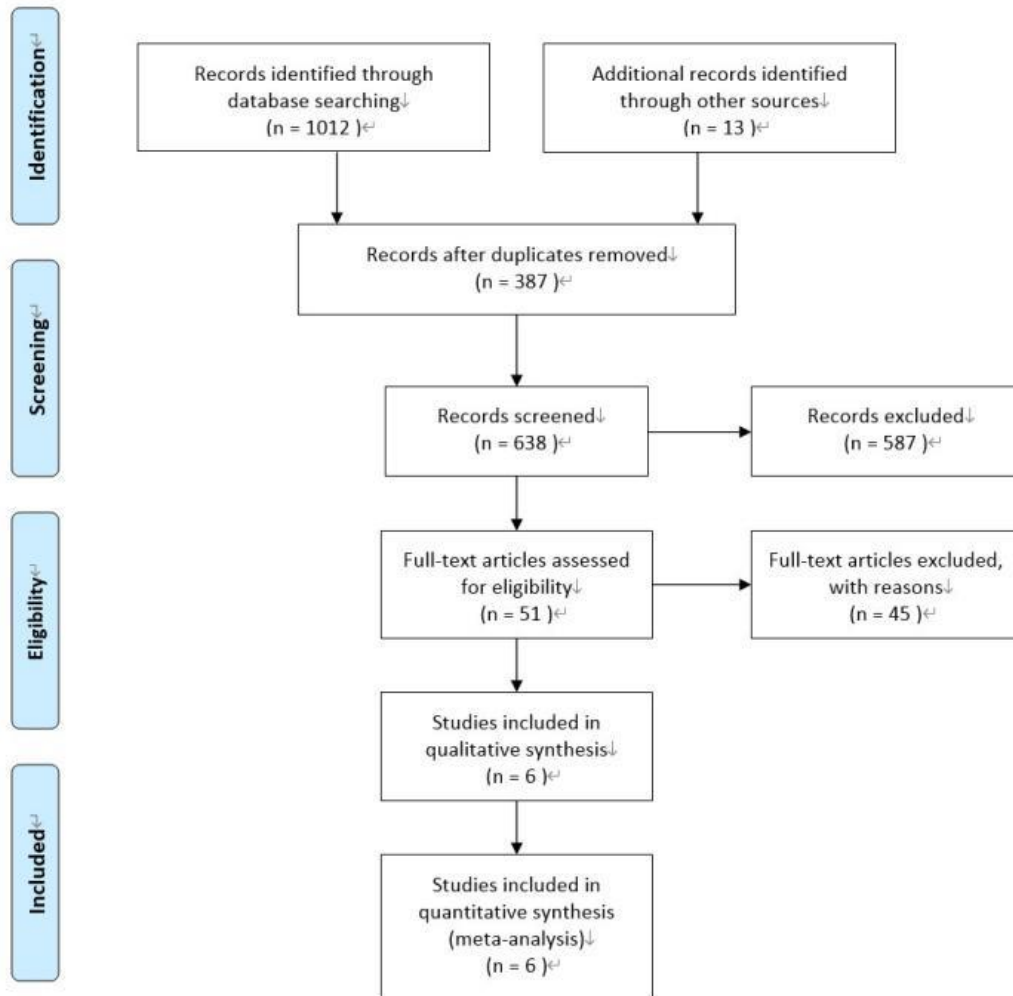 Identification↵
Records identified through
database searching↓
(n = 1012 )↵
Additional records identified
through other sources↓
(n = 13 )↵
Records after duplicates removed↓
(n = 387 )↵
Screening↵
Records screened↓
(n = 638 )↵
Records excluded↓
(n = 587 )↵
Eligibility↵
Full-text articles assessed
for eligibility↓
(n = 51 )↵
Full-text articles excluded,
with reasons↓
(n = 45 )↵
Studies included in
qualitative synthesis↓
(n = 6 )↵
Included↵
Studies included in
quantitative synthesis
(meta-analysis)↓
(n = 6 )↵